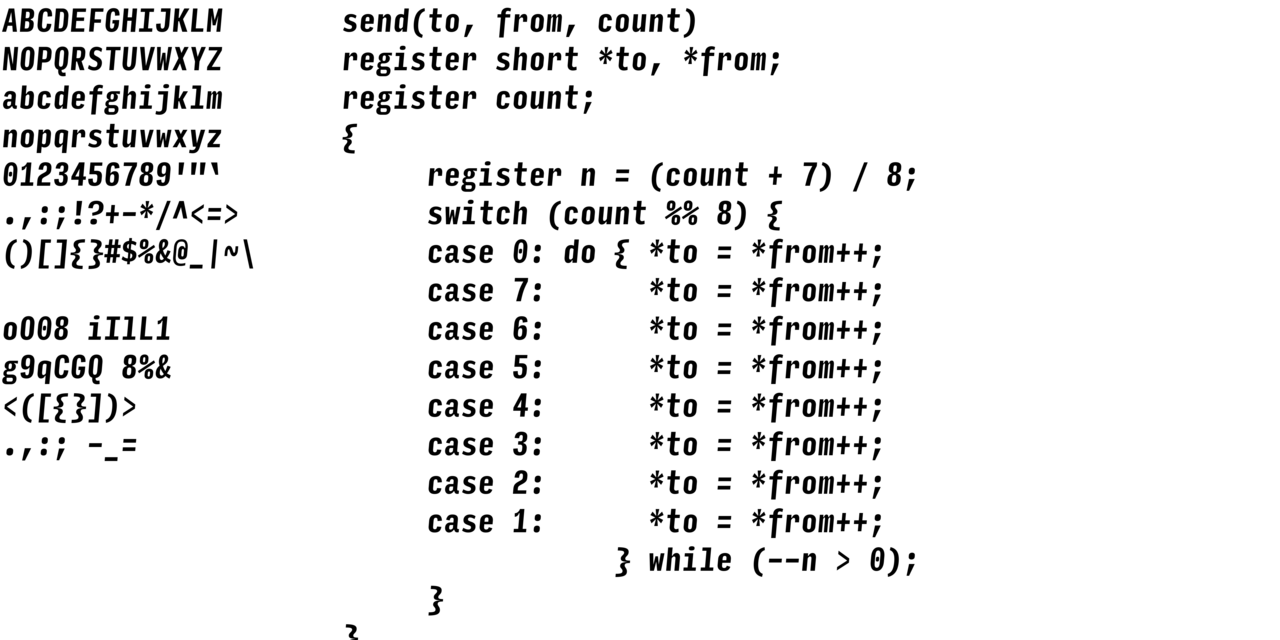 ABCDEFGHIJKLM
NOPQRSTUVWXYZ
abcdefghijklm
nopqrstuvwxyz
0123456789'"`
.,:;!?+-*/^<=>
()[]{}#$%&@_|~\
oO08 iIlL1
g9qCGQ 8%&
<([{}])>
.,:; -_=
send(to, from, count)
register short *to, *from;
register count;
{
register n = (count + 7) / 8;
switch (count %% 8) {
case 0: do { *to = *from++;
case 7: *to = *from++;
case 6: *to = *from++;
case 5: *to = *from++;
case 4: *to = *from++;
case 3: *to = *from++;
case 2: *to = *from++;
case 1: *to = *from++;
} while (--n > 0);
}
}